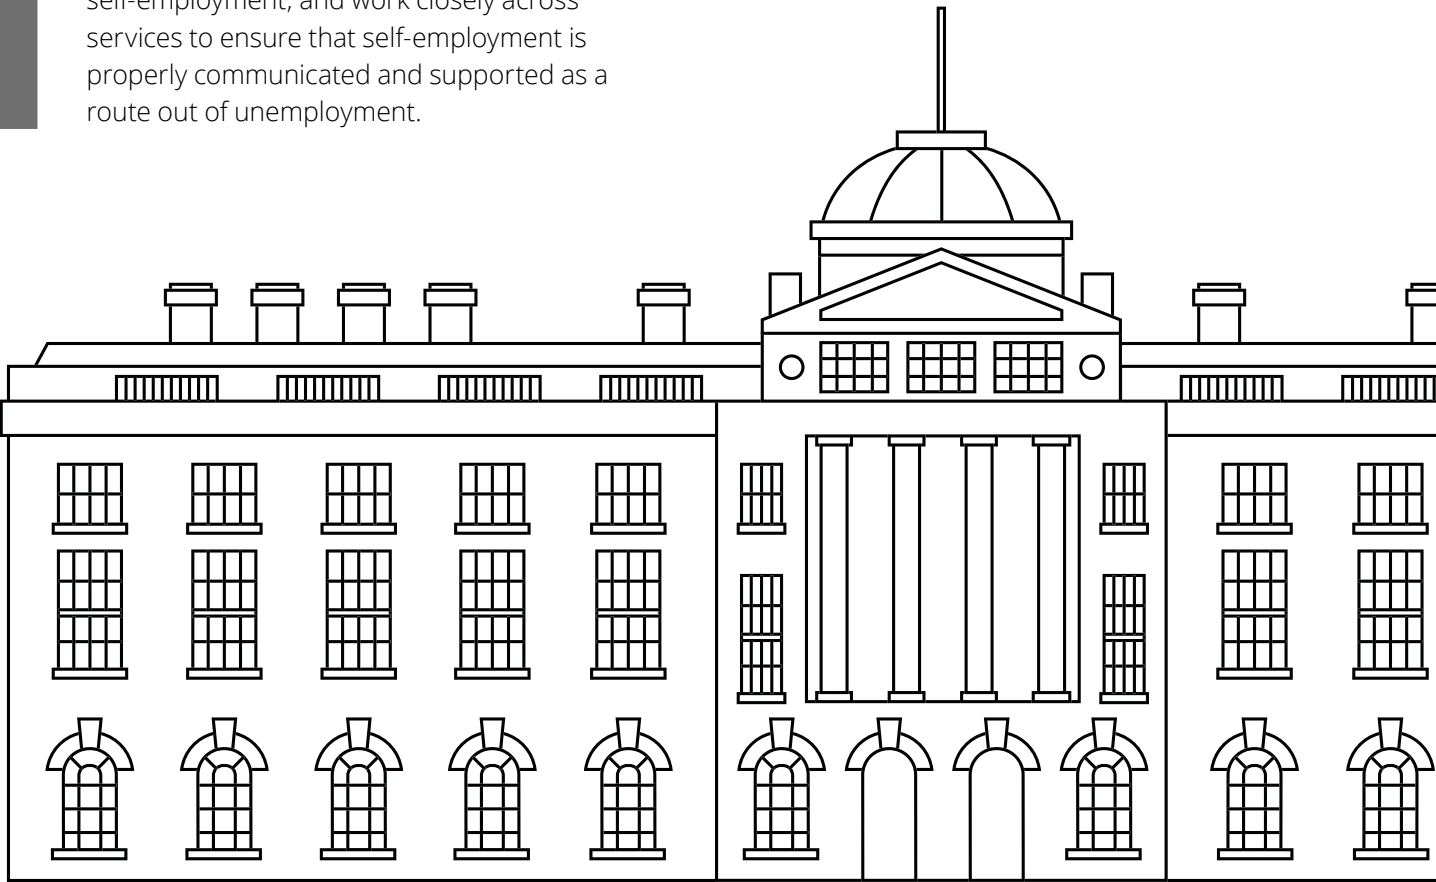 self-employment, and work closely across
services to ensure that self-employment is
properly communicated and supported as a
route out of unemployment.